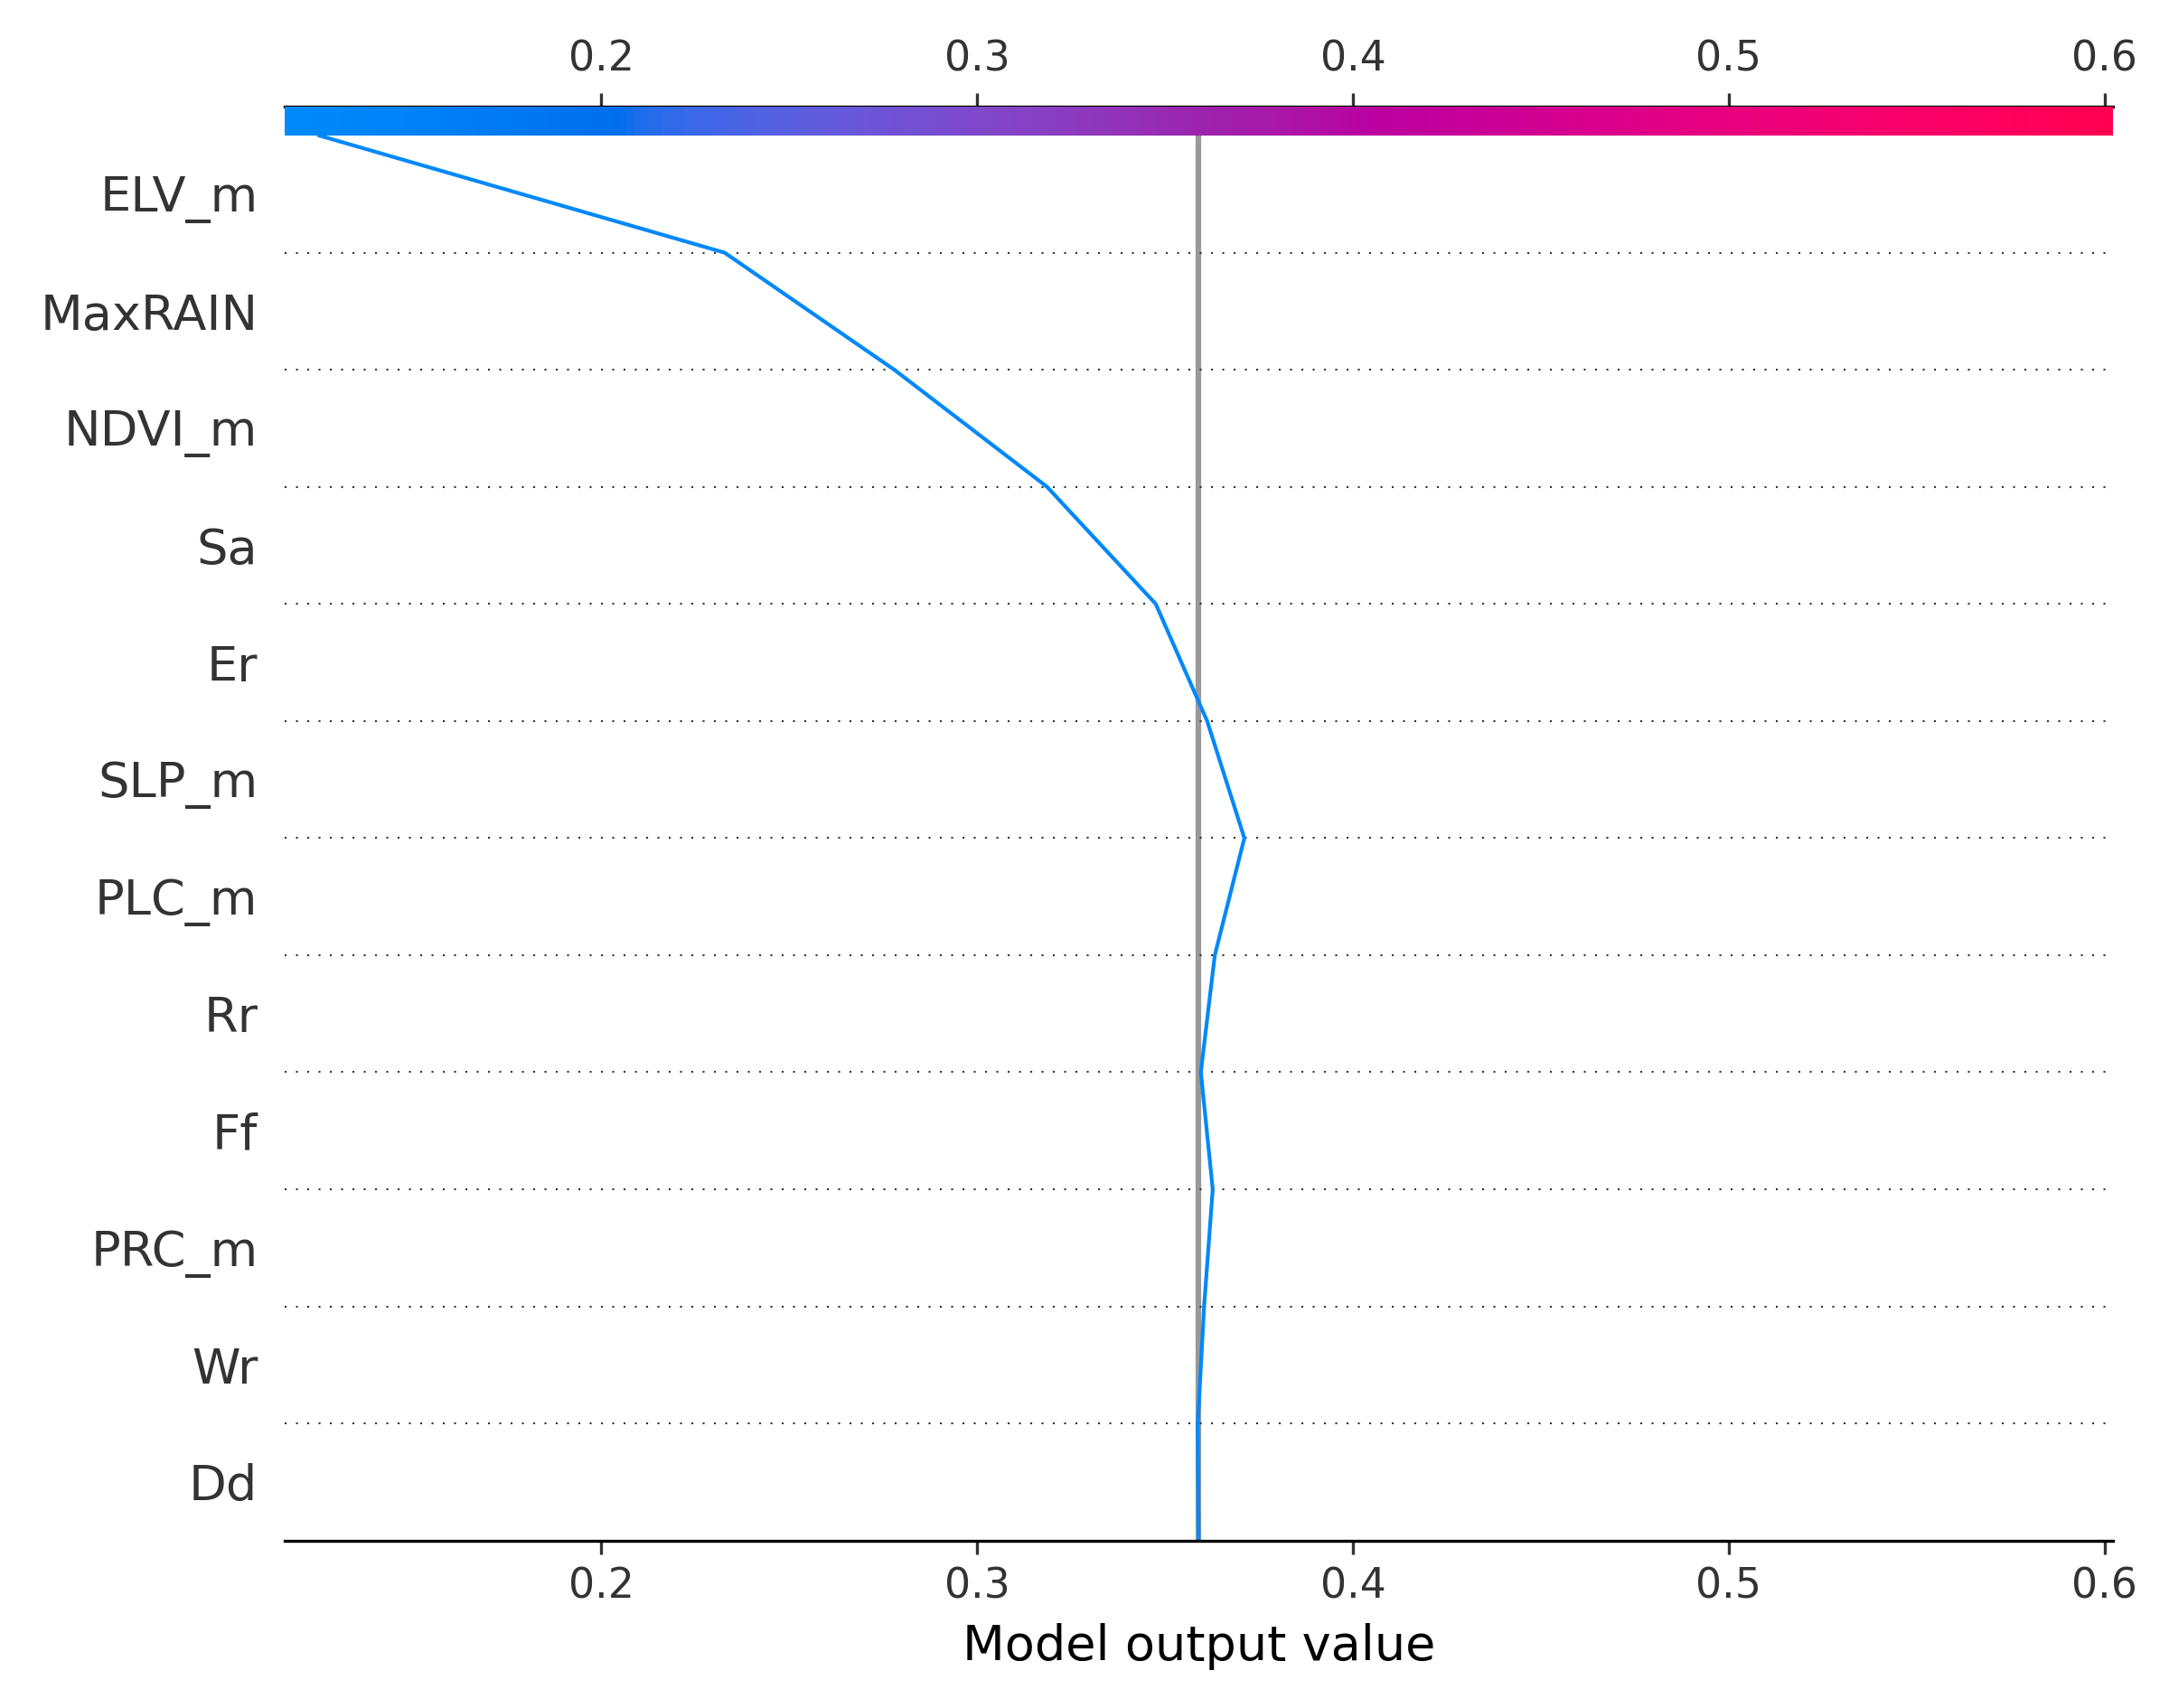 0.2 0.3 0.4 0.5 0.6
ELV_m
MaxRAIN
NDVI_m
Sa
Er
SLP_m
PLC_m
Rr
Ff
PRC_m
Wr
Dd
0.2 0.3 0.4 0.5 0.6
Model output value